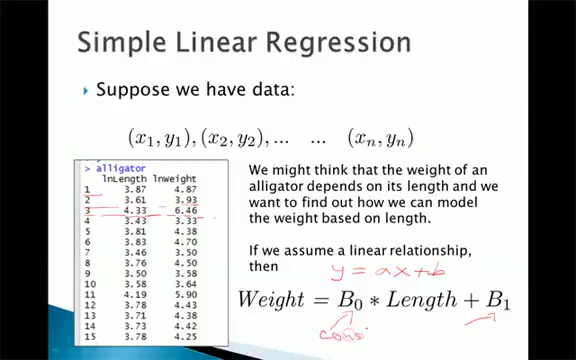 Simple Linear Regression
Suppose we have data:
(x₁, y₁), (x₂, y₂), ... ... (xₙ, yₙ)
> alligator
lnLength lnWeight
1 3.87 4.87
2 3.61 3.93
3 4.33 6.46
4 3.43 3.33
5 3.81 4.38
6 3.83 4.70
7 3.46 3.50
8 3.76 4.50
9 3.50 3.58
10 3.58 3.64
11 4.19 5.90
12 3.78 4.43
13 3.71 4.38
14 3.73 4.42
15 3.78 4.25
We might think that the weight of an
alligator depends on its length and we
want to find out how we can model
the weight based on length.
If we assume a linear relationship,
then
y = ax+b
Weight = B₀ * Length + B₁